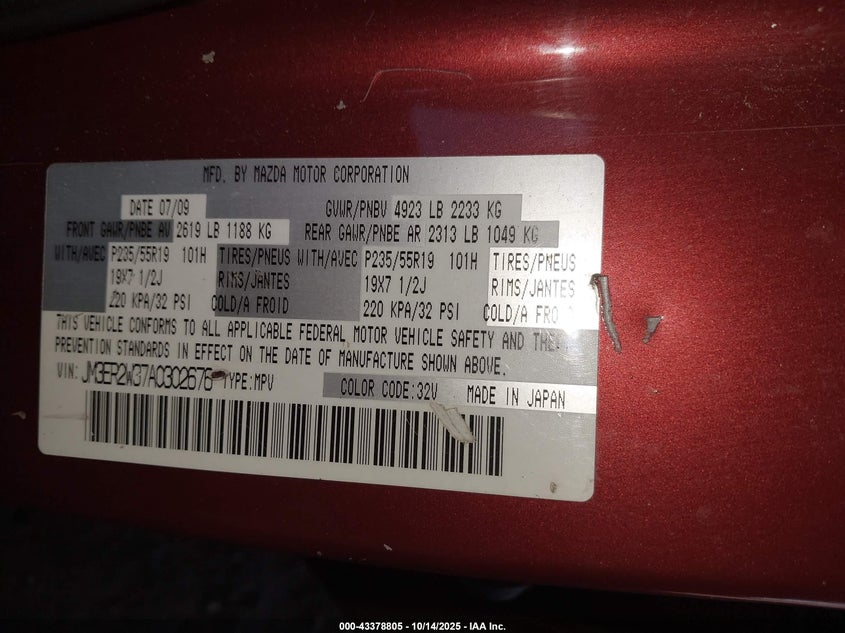 MFD. BY MAZDA MOTOR CORPORATION
DATE 07/09 GVWR/PNBV 4923 LB 2233 KG
FRONT GAWR/PNBE AV 2619 LB 1188 KG REAR GAWR/PNBE AR 2313 LB 1049 KG
WITH/AVEC P235/55R19 101H TIRES/PNEUS WITH/AVEC P235/55R19 101H TIRES/PNEUS
19X7 1/2J RIMS/JANTES 19X7 1/2J RIMS/JANTES
220 KPA/32 PSI COLD/A FROID 220 KPA/32 PSI COLD/A FRO
THIS VEHICLE CONFORMS TO ALL APPLICABLE FEDERAL MOTOR VEHICLE SAFETY AND THEFT
PREVENTION STANDARDS IN EFFECT ON THE DATE OF MANUFACTURE SHOWN ABOVE.
VIN: JM3ER2W37A0302676 TYPE:MPV COLOR CODE:32V MADE IN JAPAN
000-43378805 - 10/14/2025 - IAA Inc.